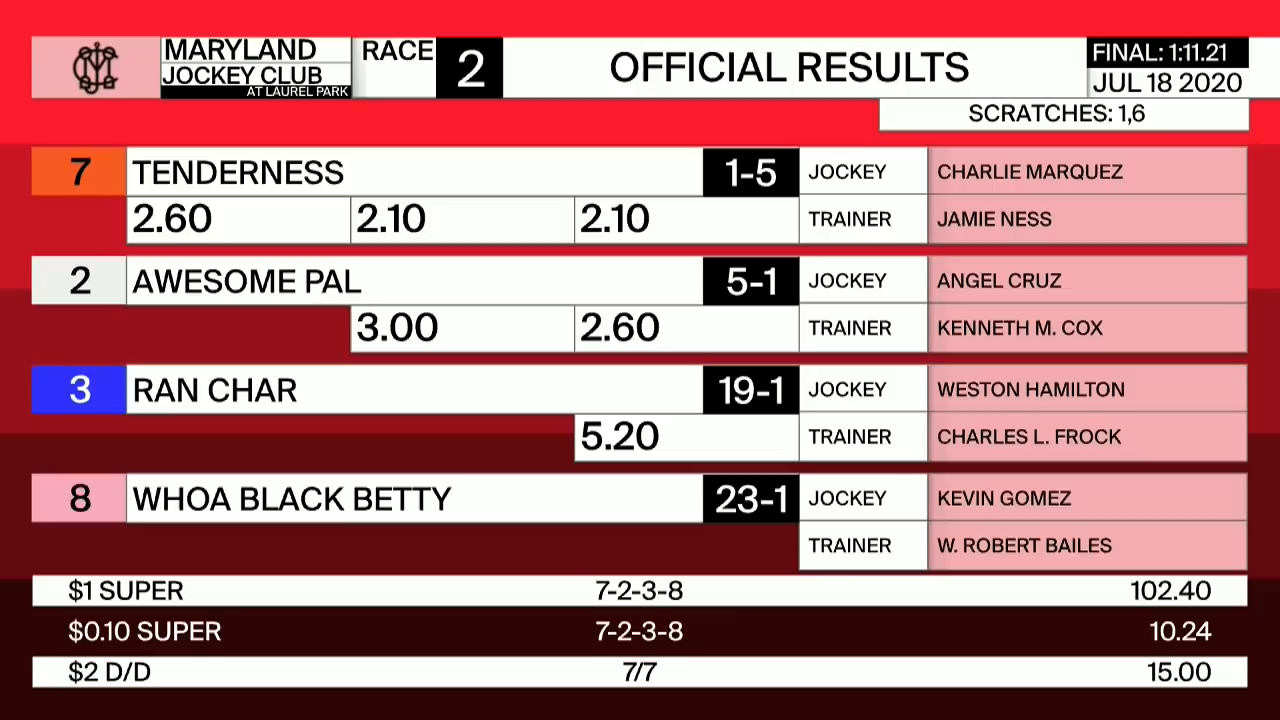 MARYLAND
JOCKEY CLUB
AT LAUREL PARK
RACE 2
OFFICIAL RESULTS
FINAL: 1:11.21
JUL 18 2020
SCRATCHES: 1,6
7 TENDERNESS 1-5 JOCKEY CHARLIE MARQUEZ
2.60 2.10 2.10 TRAINER JAMIE NESS
2 AWESOME PAL 5-1 JOCKEY ANGEL CRUZ
3.00 2.60 TRAINER KENNETH M. COX
3 RAN CHAR 19-1 JOCKEY WESTON HAMILTON
5.20 TRAINER CHARLES L. FROCK
8 WHOA BLACK BETTY 23-1 JOCKEY KEVIN GOMEZ
TRAINER W. ROBERT BAILES
$1 SUPER 7-2-3-8 102.40
$0.10 SUPER 7-2-3-8 10.24
$2 D/D 7/7 15.00